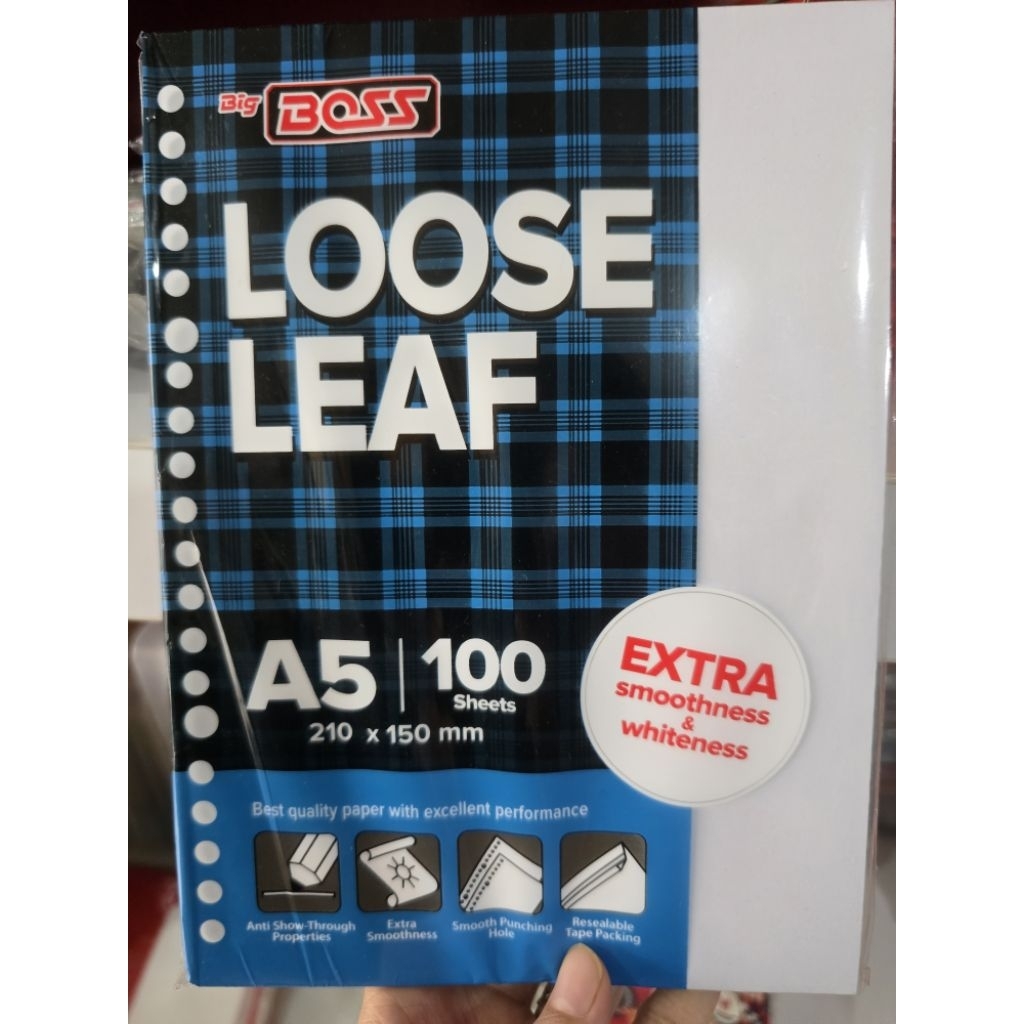 Big BOSS
LOOSE
LEAF
A5 | 100
Sheets
210 x 150 mm
EXTRA
smoothness
&
whiteness
Best quality paper with excellent performance
Anti Show-Through
Properties
Extra
Smoothness
Smooth Punching
Hole
Resealable
Tape Packing